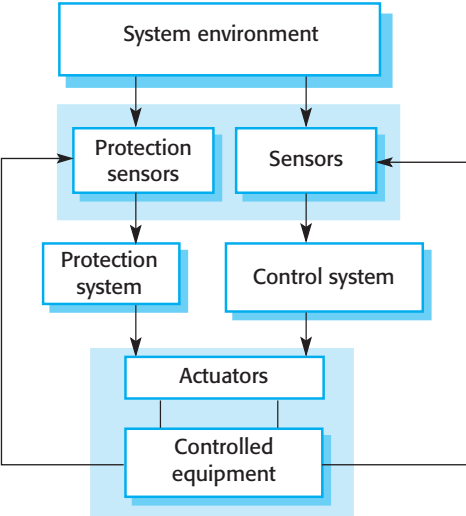 System environment
Protection
sensors
Sensors
Protection
system
Control system
Actuators
Controlled
equipment